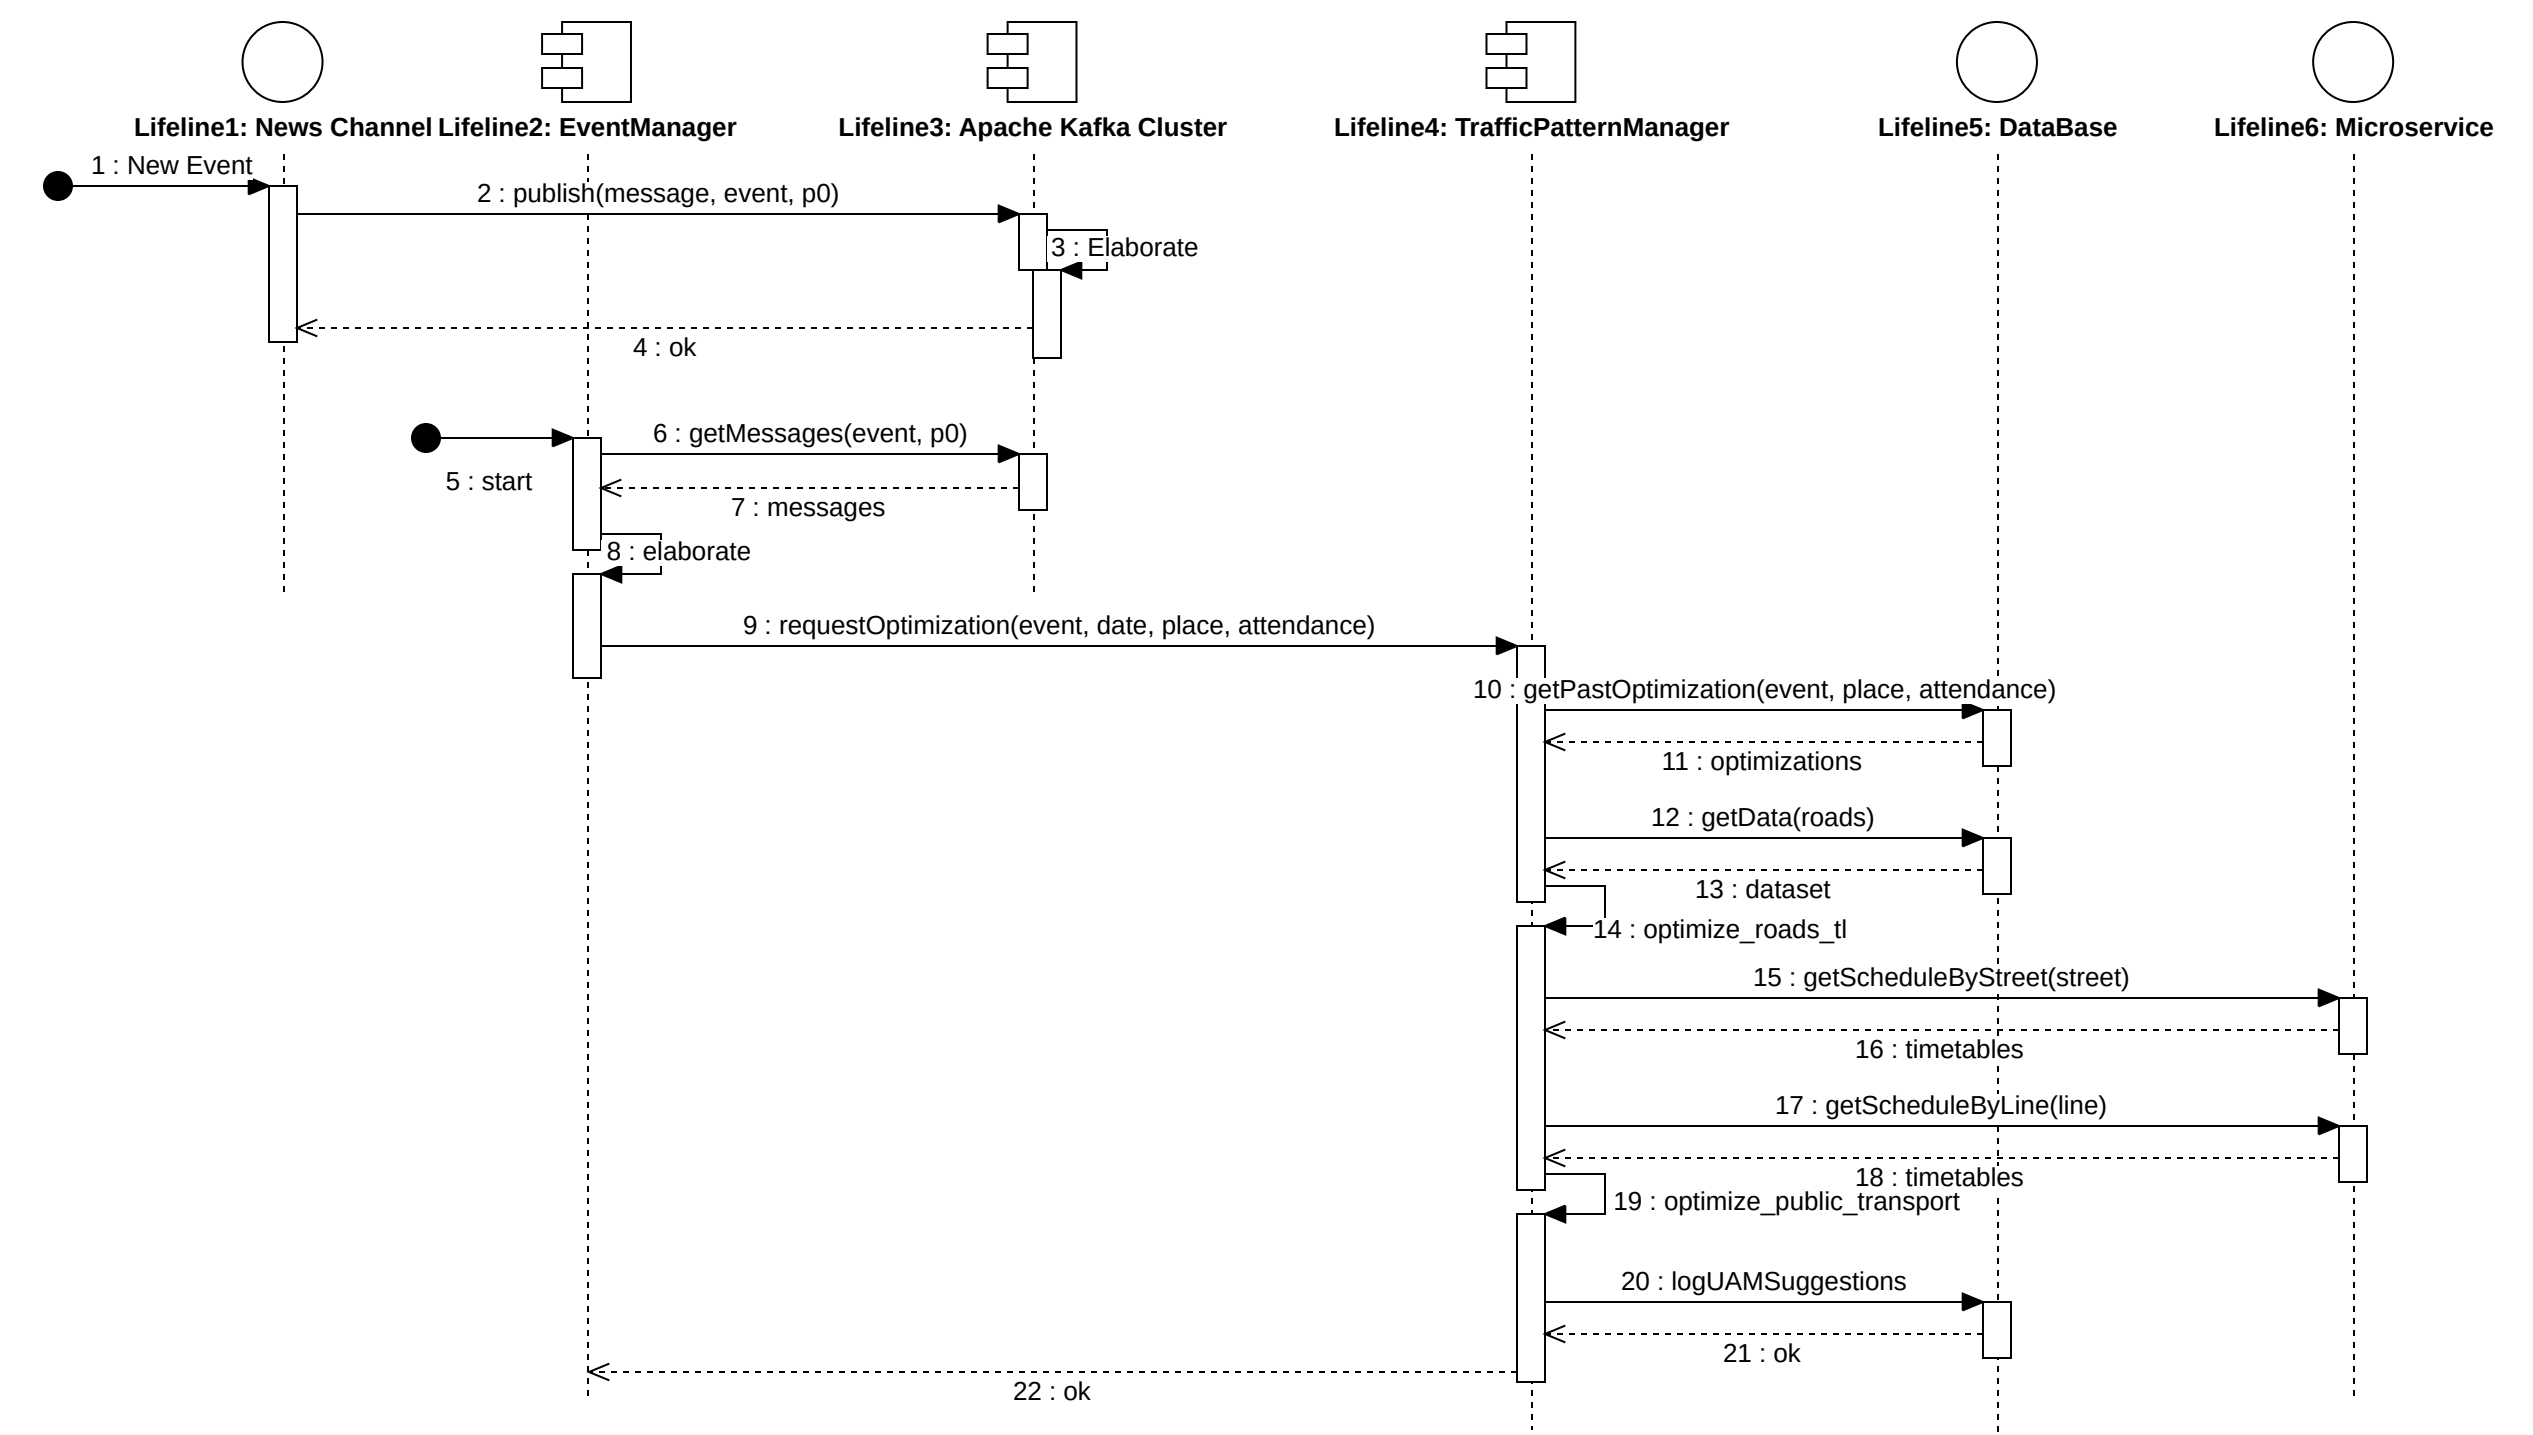 Lifeline1: News Channel
Lifeline2: EventManager
Lifeline3: Apache Kafka Cluster
Lifeline4: TrafficPatternManager
Lifeline5: DataBase
Lifeline6: Microservice
1 : New Event
2 : publish(message, event, p0)
3 : Elaborate
4 : ok
5 : start
6 : getMessages(event, p0)
7 : messages
8 : elaborate
9 : requestOptimization(event, date, place, attendance)
10 : getPastOptimization(event, place, attendance)
11 : optimizations
12 : getData(roads)
13 : dataset
14 : optimize_roads_tl
15 : getScheduleByStreet(street)
16 : timetables
17 : getScheduleByLine(line)
18 : timetables
19 : optimize_public_transport
20 : logUAMSuggestions
21 : ok
22 : ok